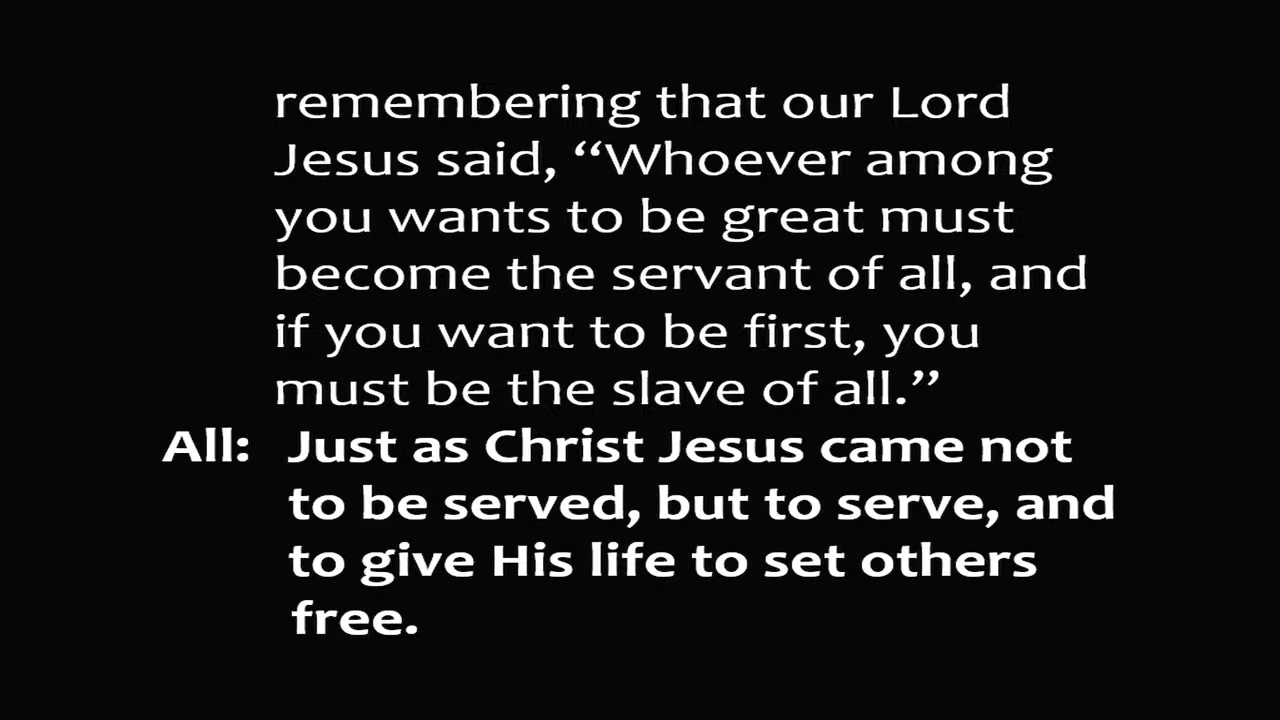 remembering that our Lord
Jesus said, “Whoever among
you wants to be great must
become the servant of all, and
if you want to be first, you
must be the slave of all.”
All: Just as Christ Jesus came not
to be served, but to serve, and
to give His life to set others
free.